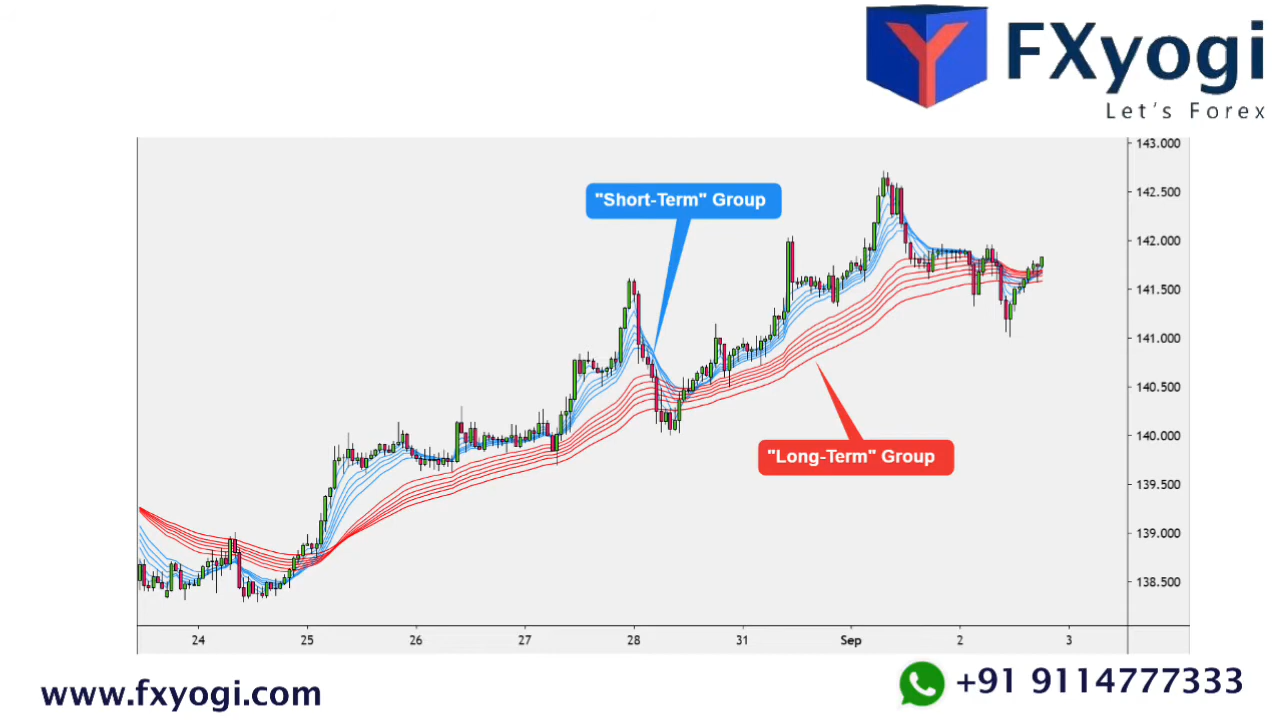 FXyogi
Let's Forex
143.000
"Short-Term" Group
142.500
142.000
141.500
141.000
140.500
"Long-Term" Group
140.000
139.500
139.000
138.500
24 25 26 27 28 31 Sep 2 3
www.fxyogi.com
+91 9114777333